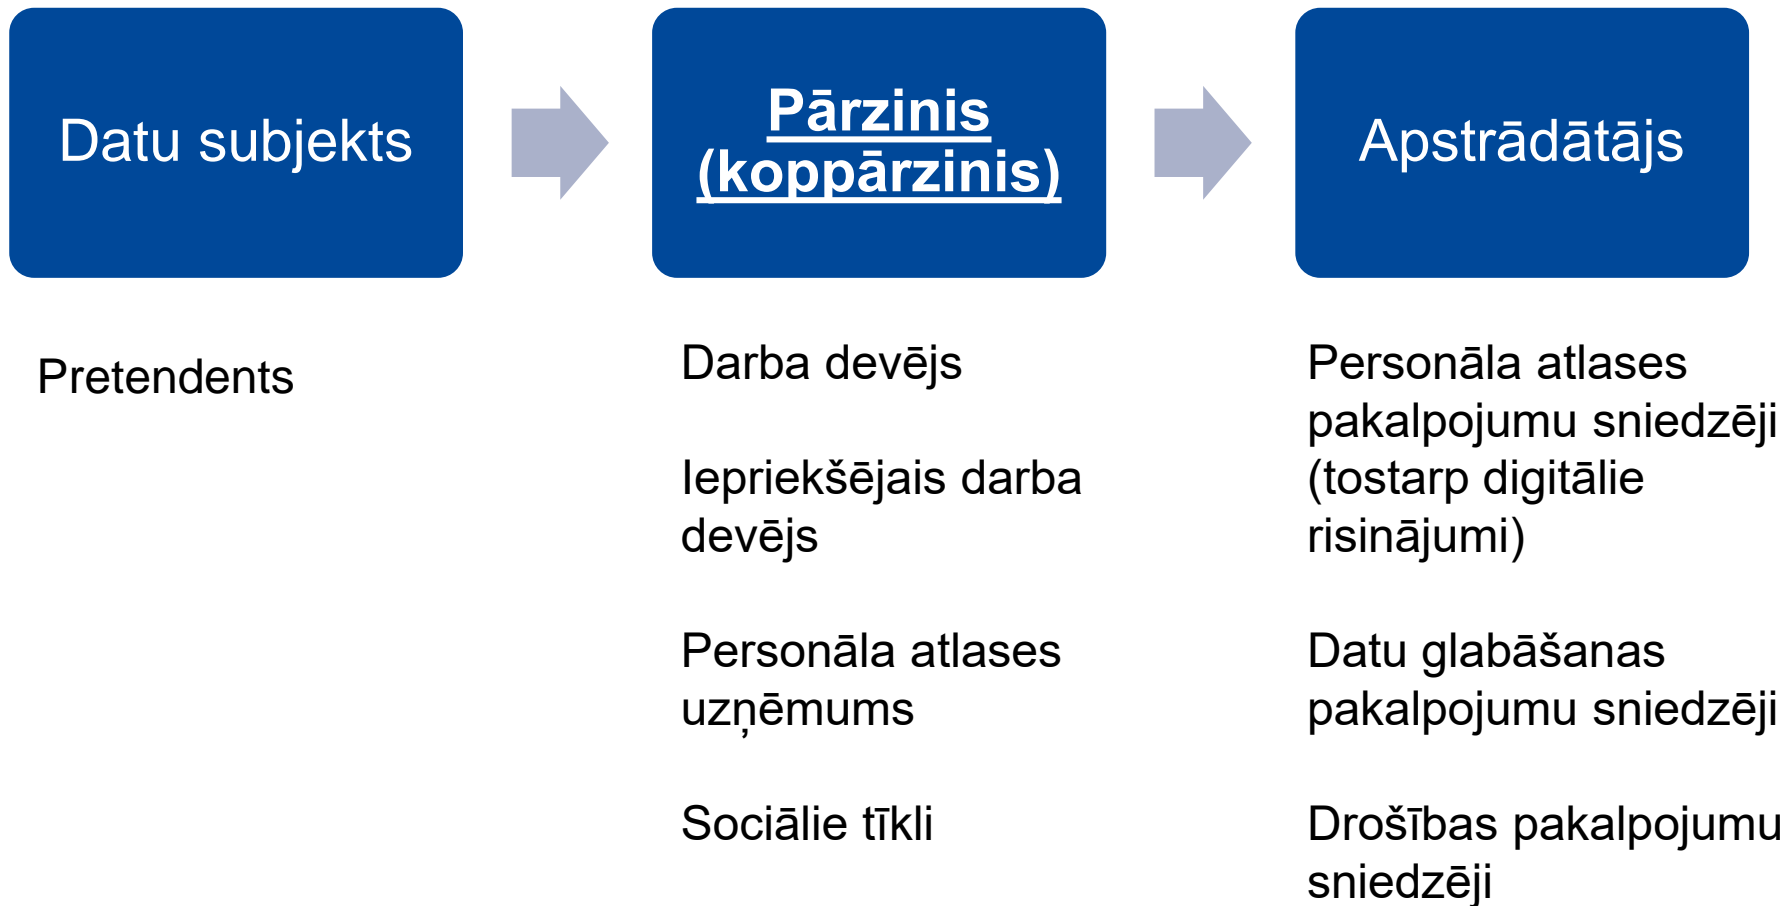 Datu subjekts
Pārzinis
(koppārzinis)
Apstrādātājs
Pretendents
Darba devējs
Iepriekšējais darba
devējs
Personāla atlases
uzņēmums
Sociālie tīkli
Personāla atlases
pakalpojumu sniedzēji
(tostarp digitālie
risinājumi)
Datu glabāšanas
pakalpojumu sniedzēji
Drošības pakalpojumu
sniedzēji